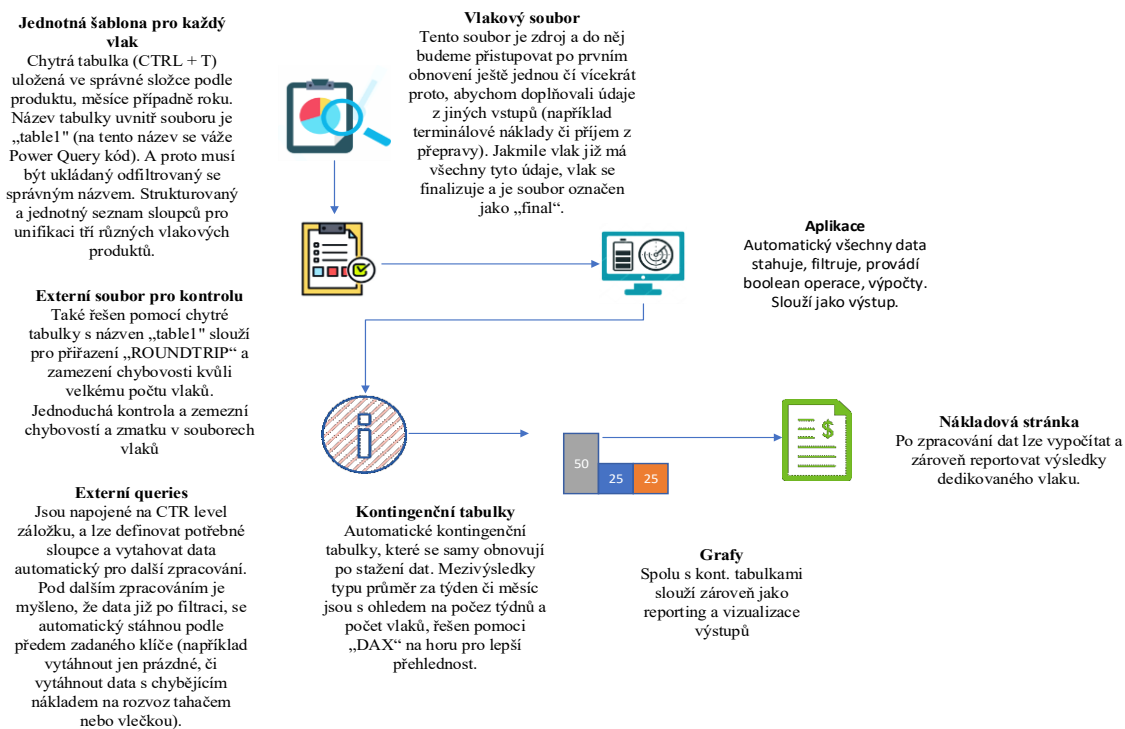 Jednotná šablona pro každý
vlak
Chytrá tabulka (CTRL + T)
uložená ve správné složce podle
produktu, měsíce případně roku.
Název tabulky uvnitř souboru je
„table1" (na tento název se váže
Power Query kód). A proto musí
být ukládaný odfiltrovaný se
správným názvem. Strukturovaný
a jednotný seznam sloupců pro
unifikaci tří různých vlakových
produktů.
Vlakový soubor
Tento soubor je zdroj a do něj
budeme přistupovat po prvním
obnovení ještě jednou čí vícekrát
proto, abychom doplňovali údaje
z jiných vstupů (například
terminálové náklady či příjem z
přepravy). Jakmile vlak již má
všechny tyto údaje, vlak se
finalizuje a je soubor označen
jako „final“.
Aplikace
Automatický všechny data
stahuje, filtruje, provádí
boolean operace, výpočty.
Slouží jako výstup.
Externí soubor pro kontrolu
Také řešen pomocí chytré
tabulky s názven „table1" slouží
pro přiřazení „ROUNDTRIP“ a
zamezení chybovosti kvůli
velkému počtu vlaků.
Jednoduchá kontrola a zemezní
chybovostí a zmatku v souborech
vlaků
50
25
25
$
Nákladová stránka
Po zpracování dat lze vypočítat a
zároveň reportovat výsledky
dedikovaného vlaku.
Externí queries
Jsou napojené na CTR level
záložku, a lze definovat potřebné
sloupce a vytahovat data
automatický pro další zpracování.
Pod dalším zpracováním je
myšleno, že data již po filtraci, se
automatický stáhnou podle
předem zadaného klíče (například
vytáhnout jen prázdné, či
vytáhnout data s chybějícím
nákladem na rozvoz tahačem
nebo vlečkou).
Kontingenční tabulky
Automatické kontingenční
tabulky, které se samy obnovují
po stažení dat. Mezivýsledky
typu průměr za týden či měsíc
jsou s ohledem na počez týdnů a
počet vlaků, řešen pomoci
„DAX“ na horu pro lepší
přehlednost.
Grafy
Spolu s kont. tabulkami
slouží zároveň jako
reporting a vizualizace
výstupů